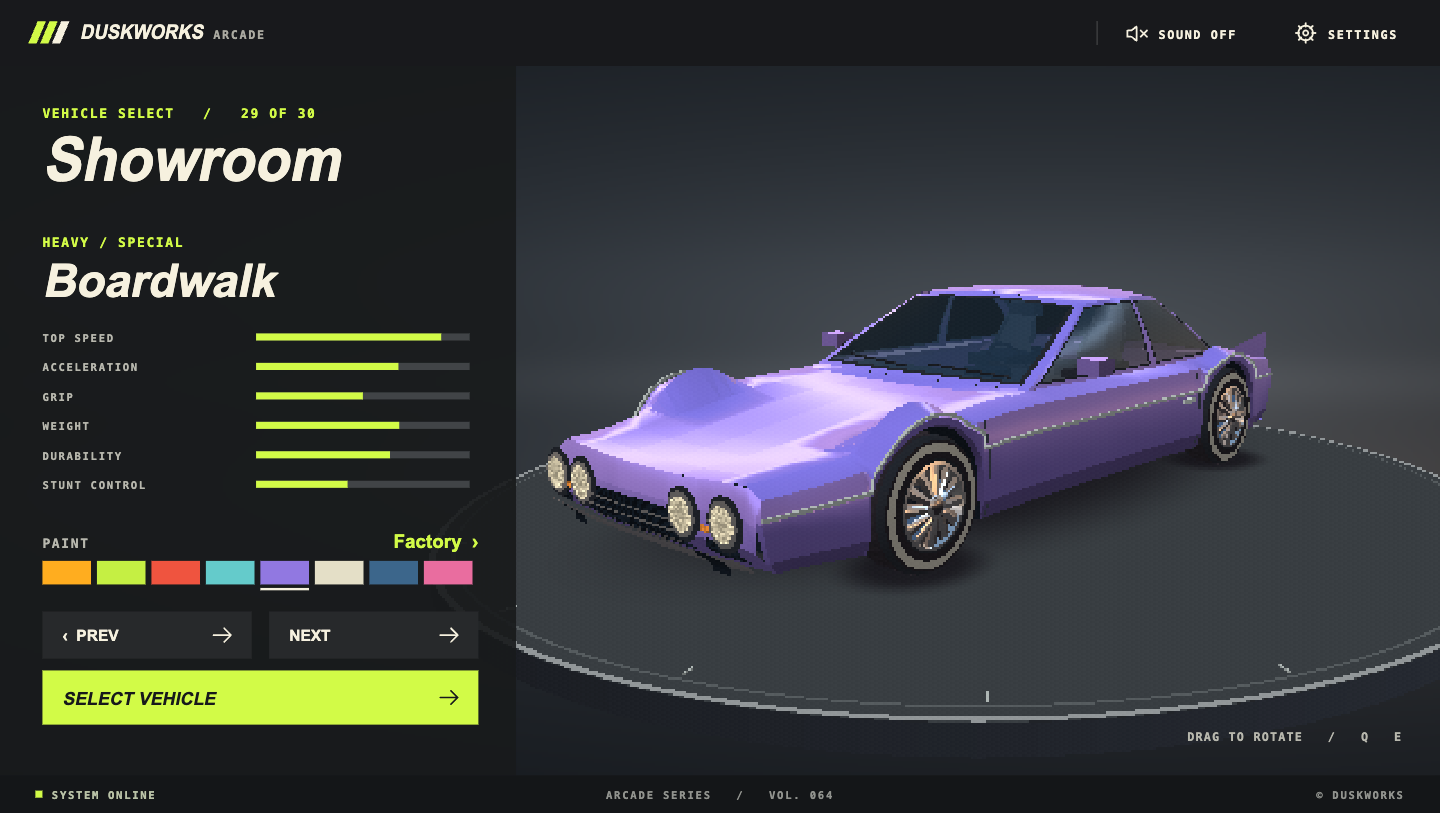 DUSKWORKS ARCADE
SOUND OFF
SETTINGS
VEHICLE SELECT / 29 OF 30
Showroom
HEAVY / SPECIAL
Boardwalk
TOP SPEED
ACCELERATION
GRIP
WEIGHT
DURABILITY
STUNT CONTROL
PAINT
Factory ›
‹ PREV →
NEXT →
SELECT VEHICLE →
DRAG TO ROTATE / Q E
SYSTEM ONLINE
ARCADE SERIES / VOL. 064
© DUSKWORKS